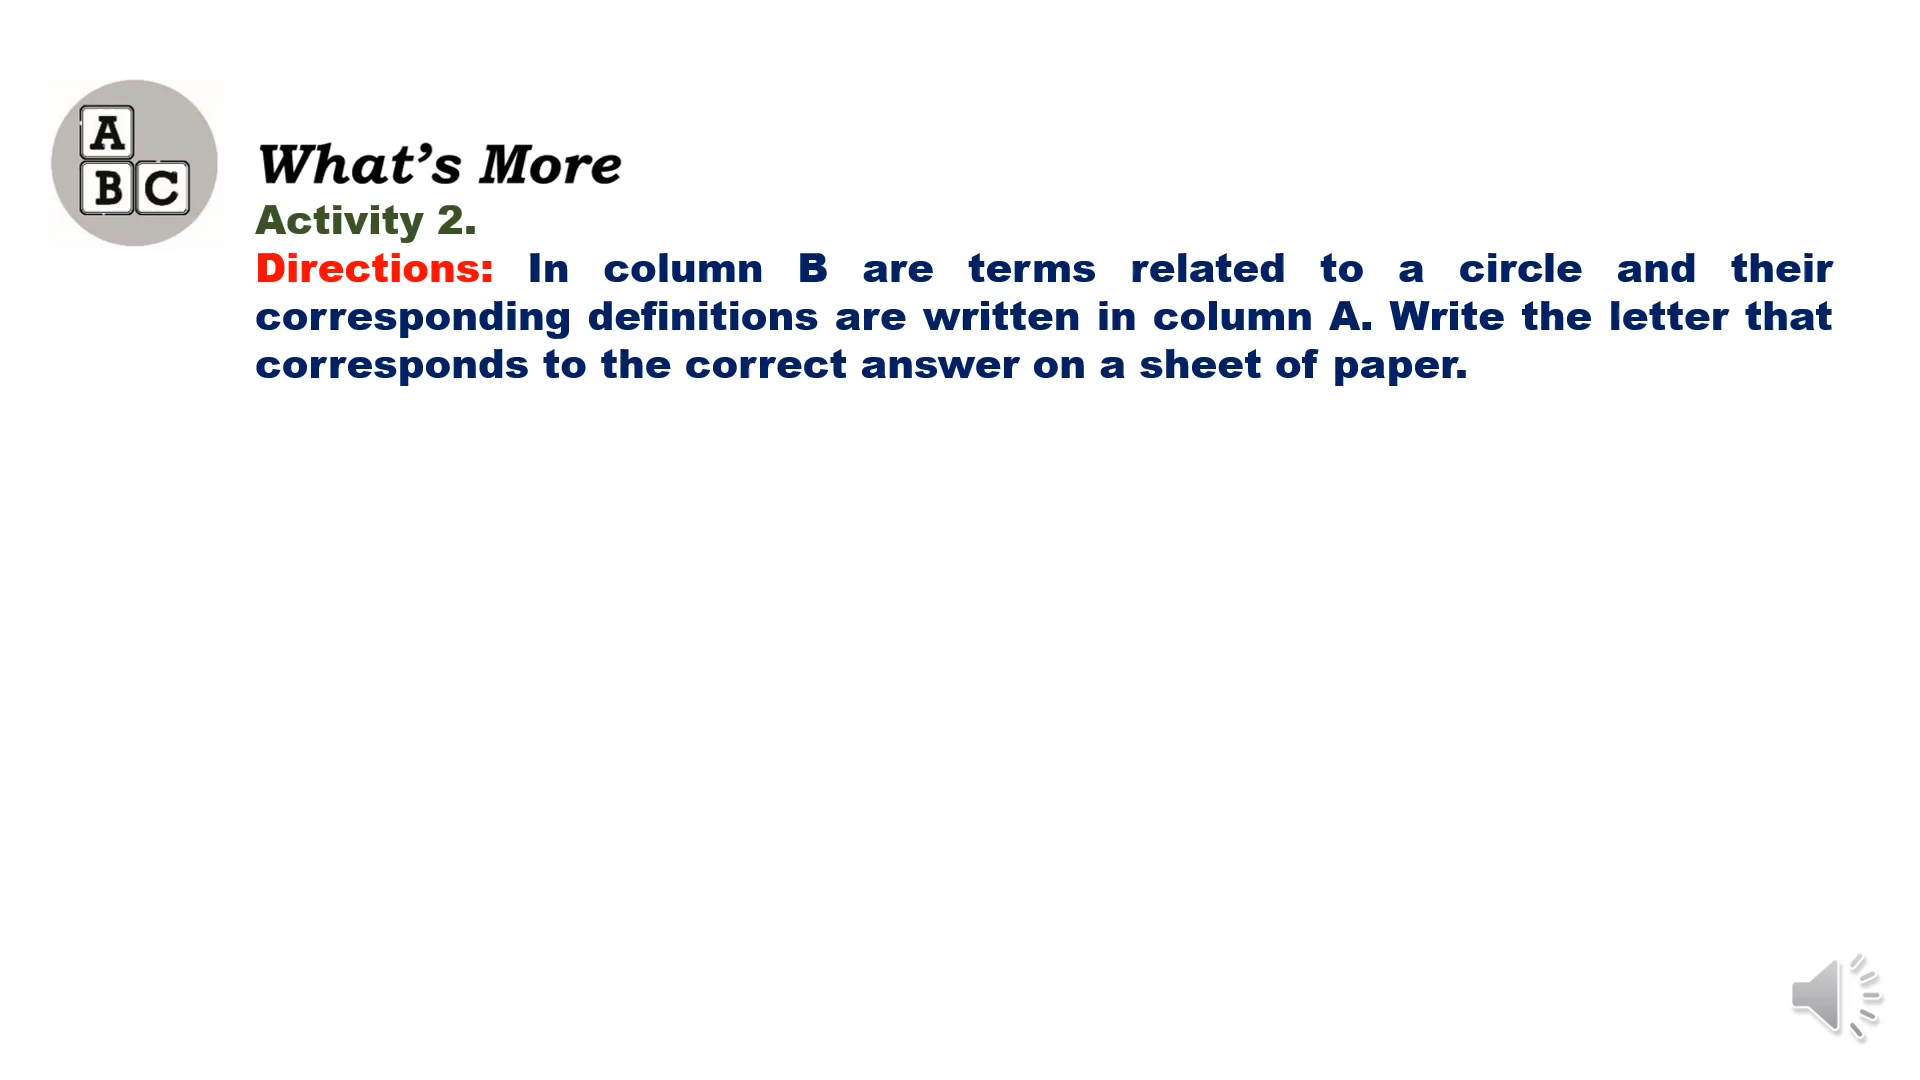 A
B C
What's More
Activity 2.
Directions: In column B are terms related to a circle and their
corresponding definitions are written in column A. Write the letter that
corresponds to the correct answer on a sheet of paper.